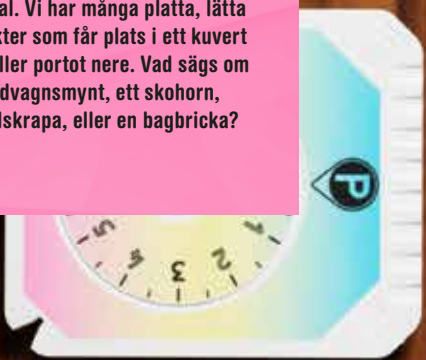 al. Vi har många platta, lätta
kter som får plats i ett kuvert
ller portot nere. Vad sägs om
dvagnsmynt, ett skohorn,
lskrapa, eller en bagbricka?
P
1
2
3
4
5